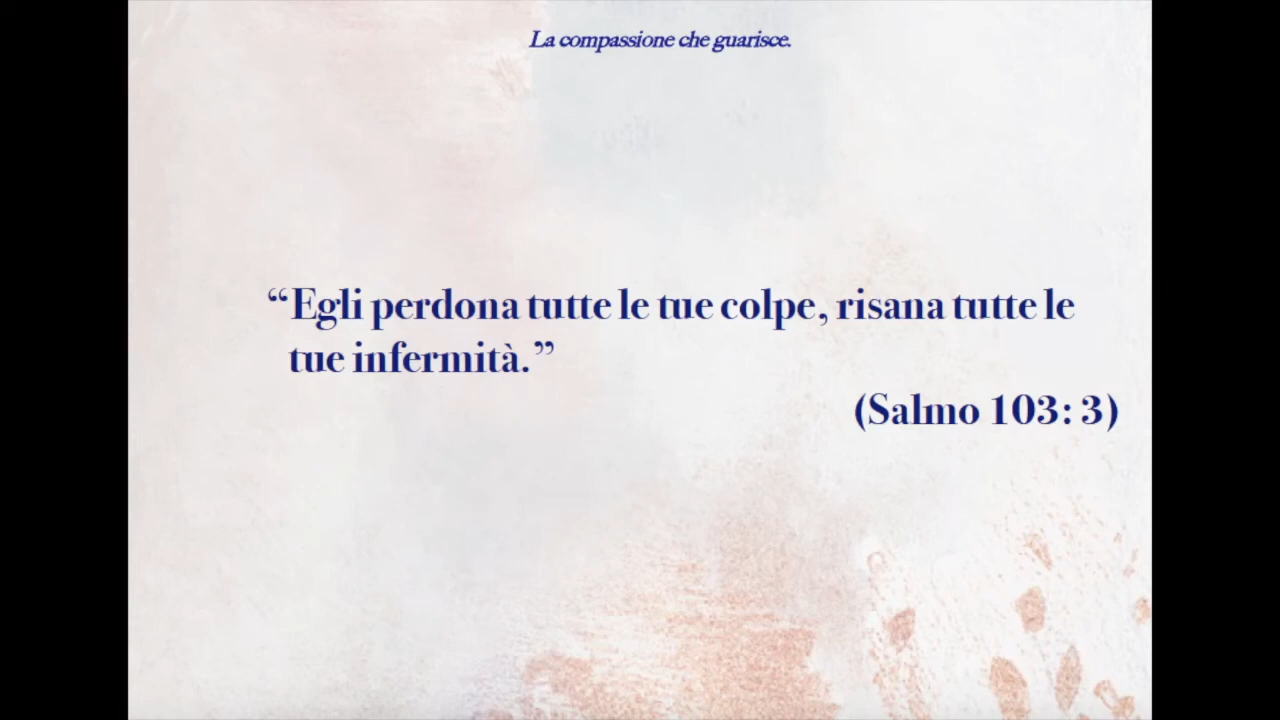 La compassione che guarisce.
“Egli perdona tutte le tue colpe, risana tutte le
tue infermità.”
(Salmo 103: 3)